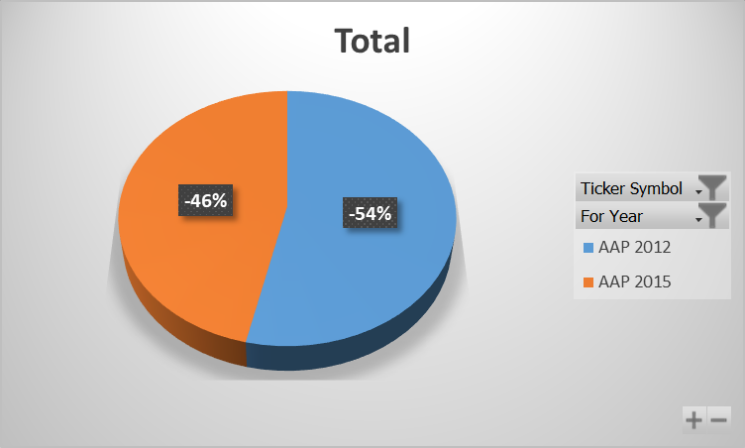 Total
-46%
-54%
Ticker Symbol
For Year
AAP 2012
AAP 2015